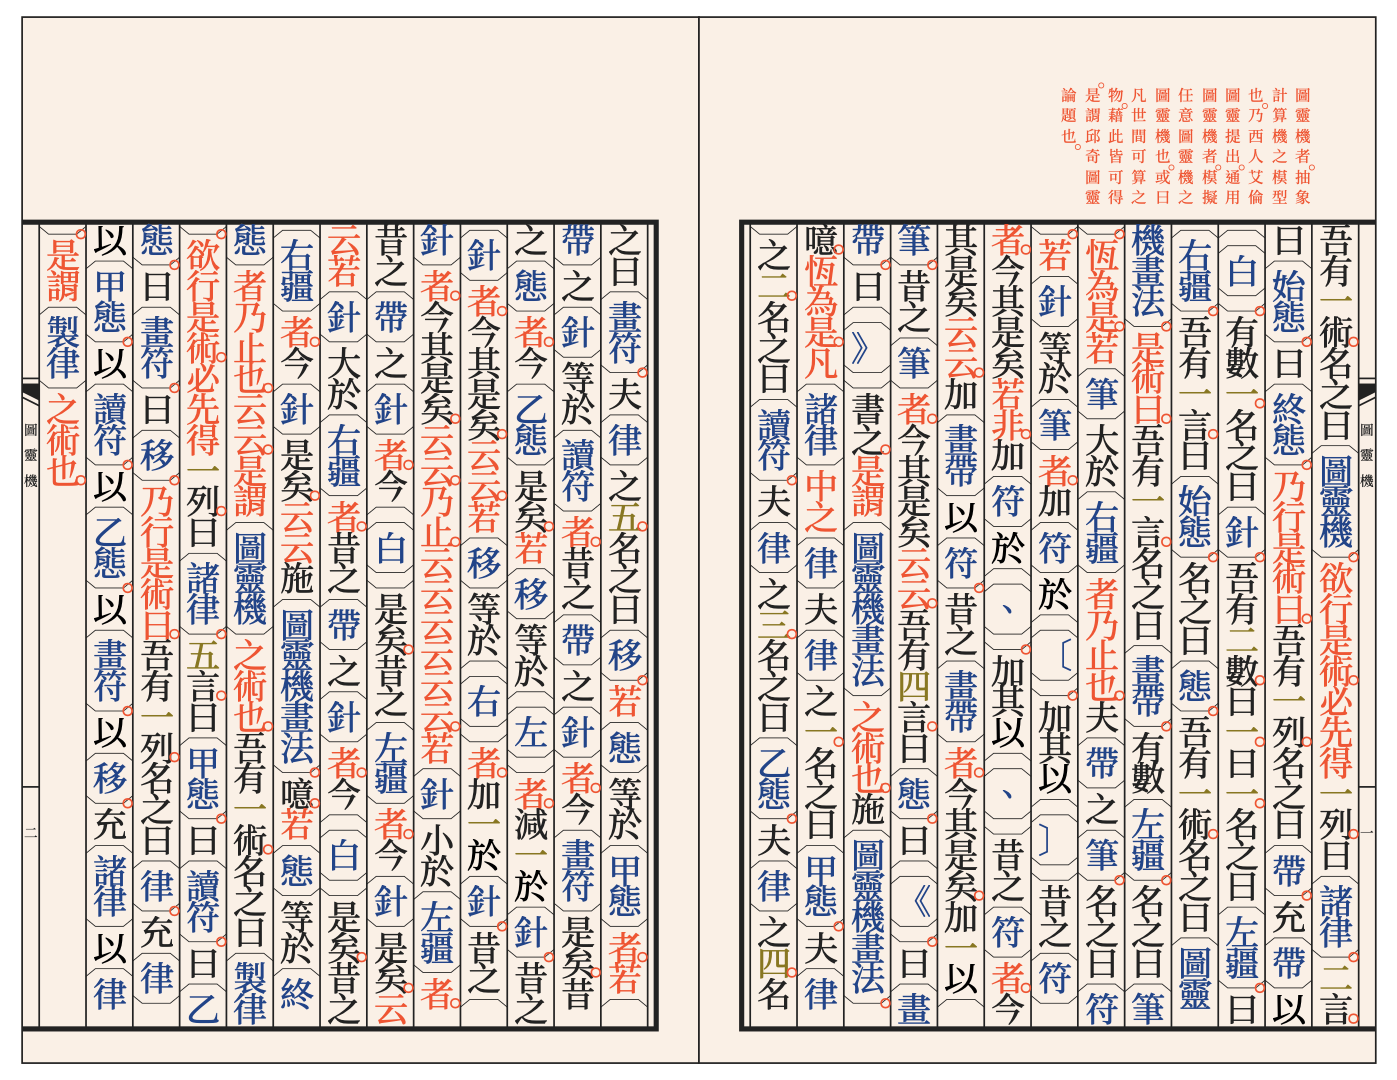 圖靈機者。抽象
計算機之模型
也。乃西人艾倫
圖靈提出。通用
圖靈機者。模擬
任意圖靈機之
圖靈機也。或曰
凡世間可算之
物。藉此皆可得
是。謂邱奇圖靈
論題也。
圖靈機 一
吾有一術。名之曰圖靈機。欲行是術。必先得一列。曰諸律。二言。
曰始態。曰終態。乃行是術曰。吾有一列。名之曰帶。充帶以
白。有數一。名之曰針。吾有二數。曰一。曰一。名之曰左疆。曰
右疆。吾有一言。曰始態。名之曰態。吾有一術。名之曰圖靈
機畫法。是術曰。吾有一言。名之曰畫帶。有數左疆。名之曰筆
。恆為是。若筆大於右疆者乃止也。夫帶之筆。名之曰符
。若針等於筆者。加符於〔。加其以〕。昔之符
者。今其是矣。若非。加符於、。加其以、。昔之符者。今
其是矣。云云。加畫帶以符。昔之畫帶者。今其是矣。加一以
筆。昔之筆者。今其是矣。云云。吾有四言。曰態。曰《。曰畫
帶。曰》。書之。是謂圖靈機畫法之術也。施圖靈機畫法。
噫。恆為是。凡諸律中之律夫律之一。名之曰甲態。夫律
之二。名之曰讀符。夫律之三。名之曰乙態。夫律之四。名
之曰畫符。夫律之五。名之曰移。若態等於甲態者。若
帶之針等於讀符者。昔之帶之針者。今畫符是矣。昔
之態者。今乙態是矣。若移等於左者。減一於針。昔之
針者。今其是矣。云云。若移等於右者。加一於針。昔之
針者。今其是矣。云云。乃止。云云云云云云。若針小於左疆者。
昔之帶之針者。今白是矣。昔之左疆者。今針是矣。云
云若針大於右疆者。昔之帶之針者。今白是矣。昔之
右疆者。今針是矣。云云施圖靈機畫法。噫。若態等於終
態者乃止也。云云。是謂圖靈機之術也。吾有一術。名之曰製律
。欲行是術。必先得一列。曰諸律。五言。曰甲態。曰讀符。曰乙
態。曰畫符。曰移。乃行是術曰。吾有一列。名之曰律。充律
以甲態。以讀符。以乙態。以畫符。以移。充諸律以律
。是謂製律之術也。
圖靈機 二